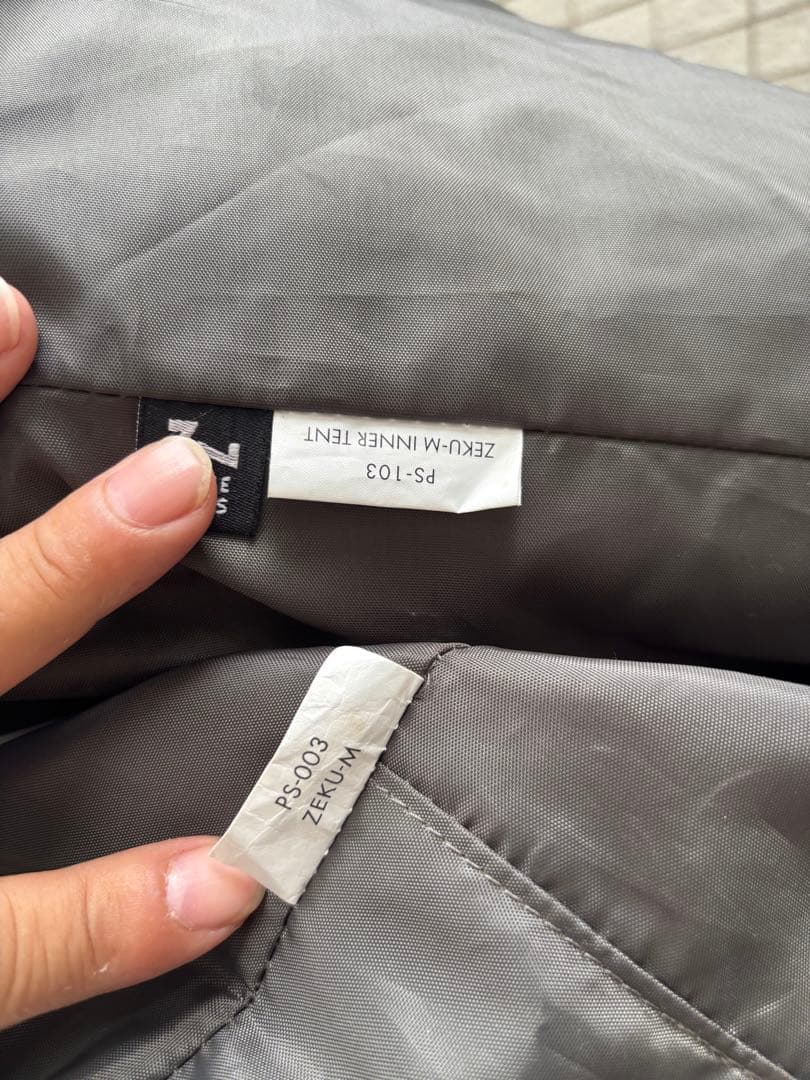 PS-103
ZEKU-M INNER TENT
PS-003
ZEKU-M